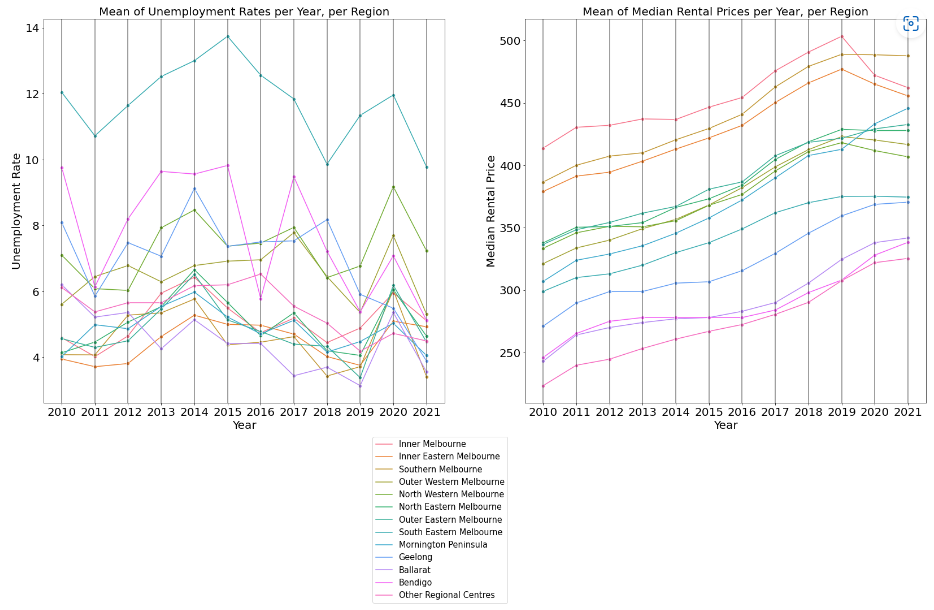 Mean of Unemployment Rates per Year, per Region
14
12
10
8
6
4
Unemployment Rate
2010 2011 2012 2013 2014 2015 2016 2017 2018 2019 2020 2021
Year
Mean of Median Rental Prices per Year, per Region
500
450
400
350
300
250
Median Rental Price
2010 2011 2012 2013 2014 2015 2016 2017 2018 2019 2020 2021
Year
Inner Melbourne
Inner Eastern Melbourne
Southern Melbourne
Outer Western Melbourne
North Western Melbourne
North Eastern Melbourne
Outer Eastern Melbourne
South Eastern Melbourne
Mornington Peninsula
Geelong
Ballarat
Bendigo
Other Regional Centres